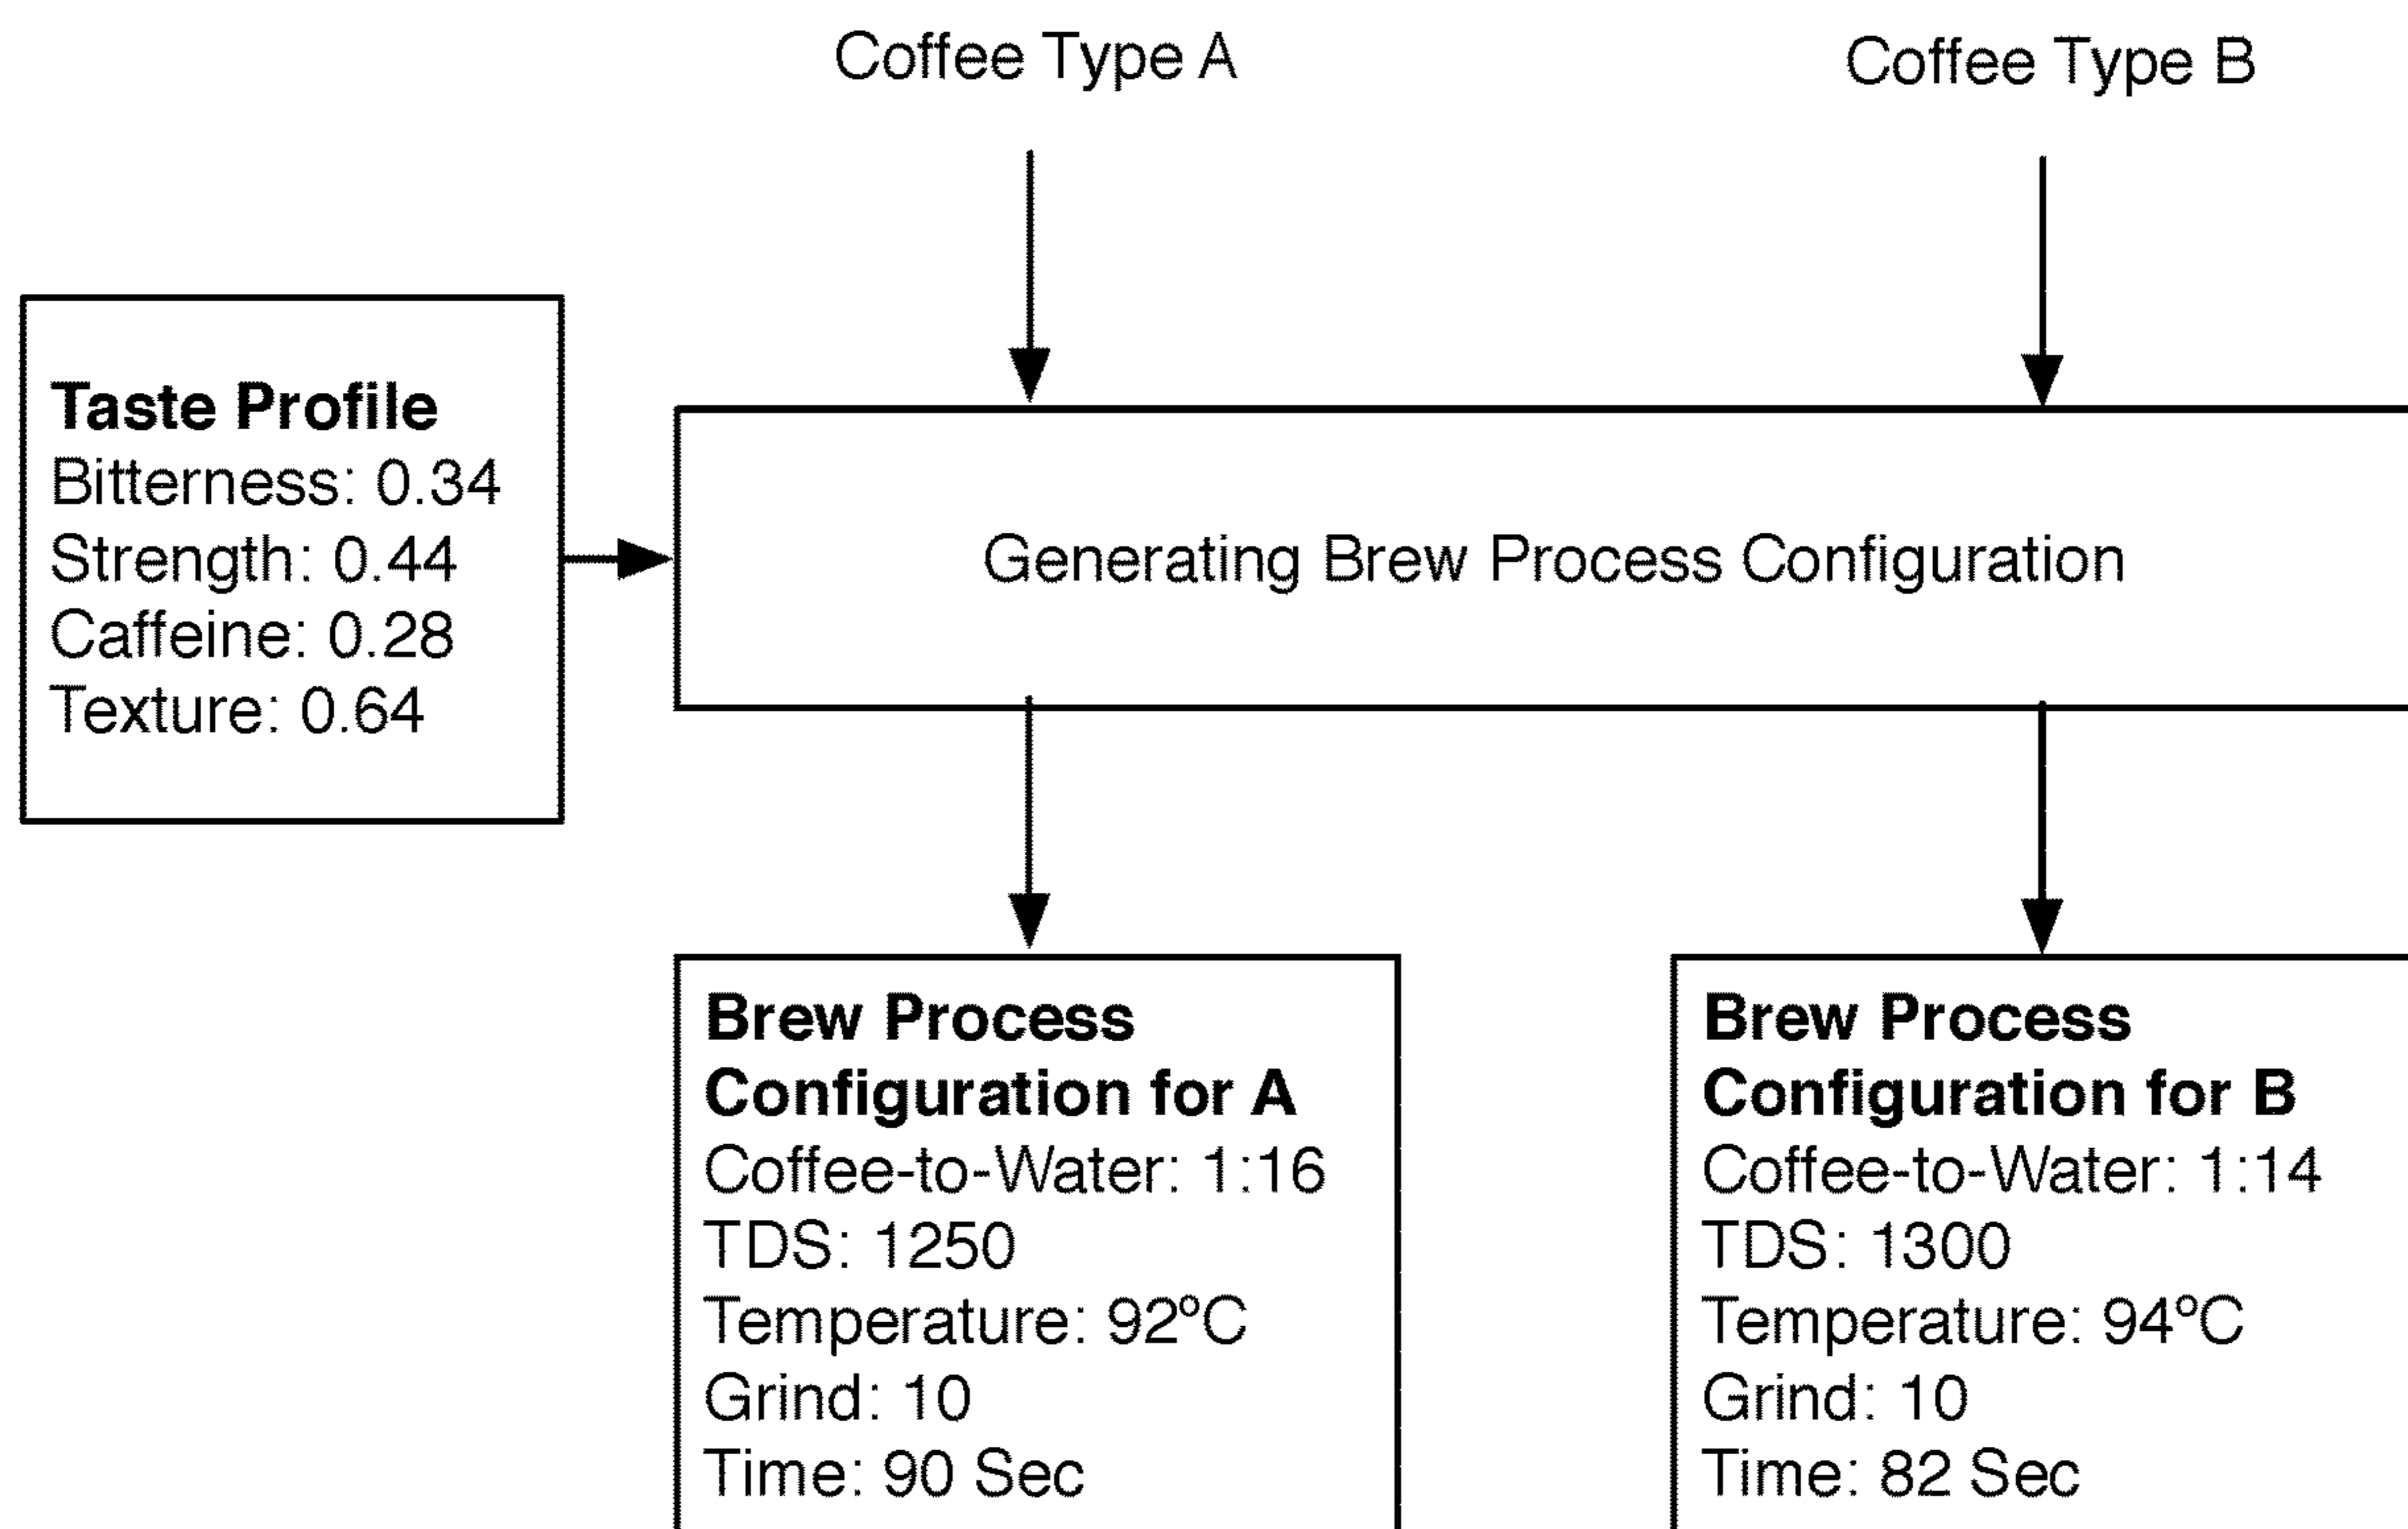 Coffee Type A
Coffee Type B
Taste Profile
Bitterness: 0.34
Strength: 0.44
Caffeine: 0.28
Texture: 0.64
Generating Brew Process Configuration
Brew Process
Configuration for A
Coffee-to-Water: 1:16
TDS: 1250
Temperature: 92ºC
Grind: 10
Time: 90 Sec
Brew Process
Configuration for B
Coffee-to-Water: 1:14
TDS: 1300
Temperature: 94ºC
Grind: 10
Time: 82 Sec